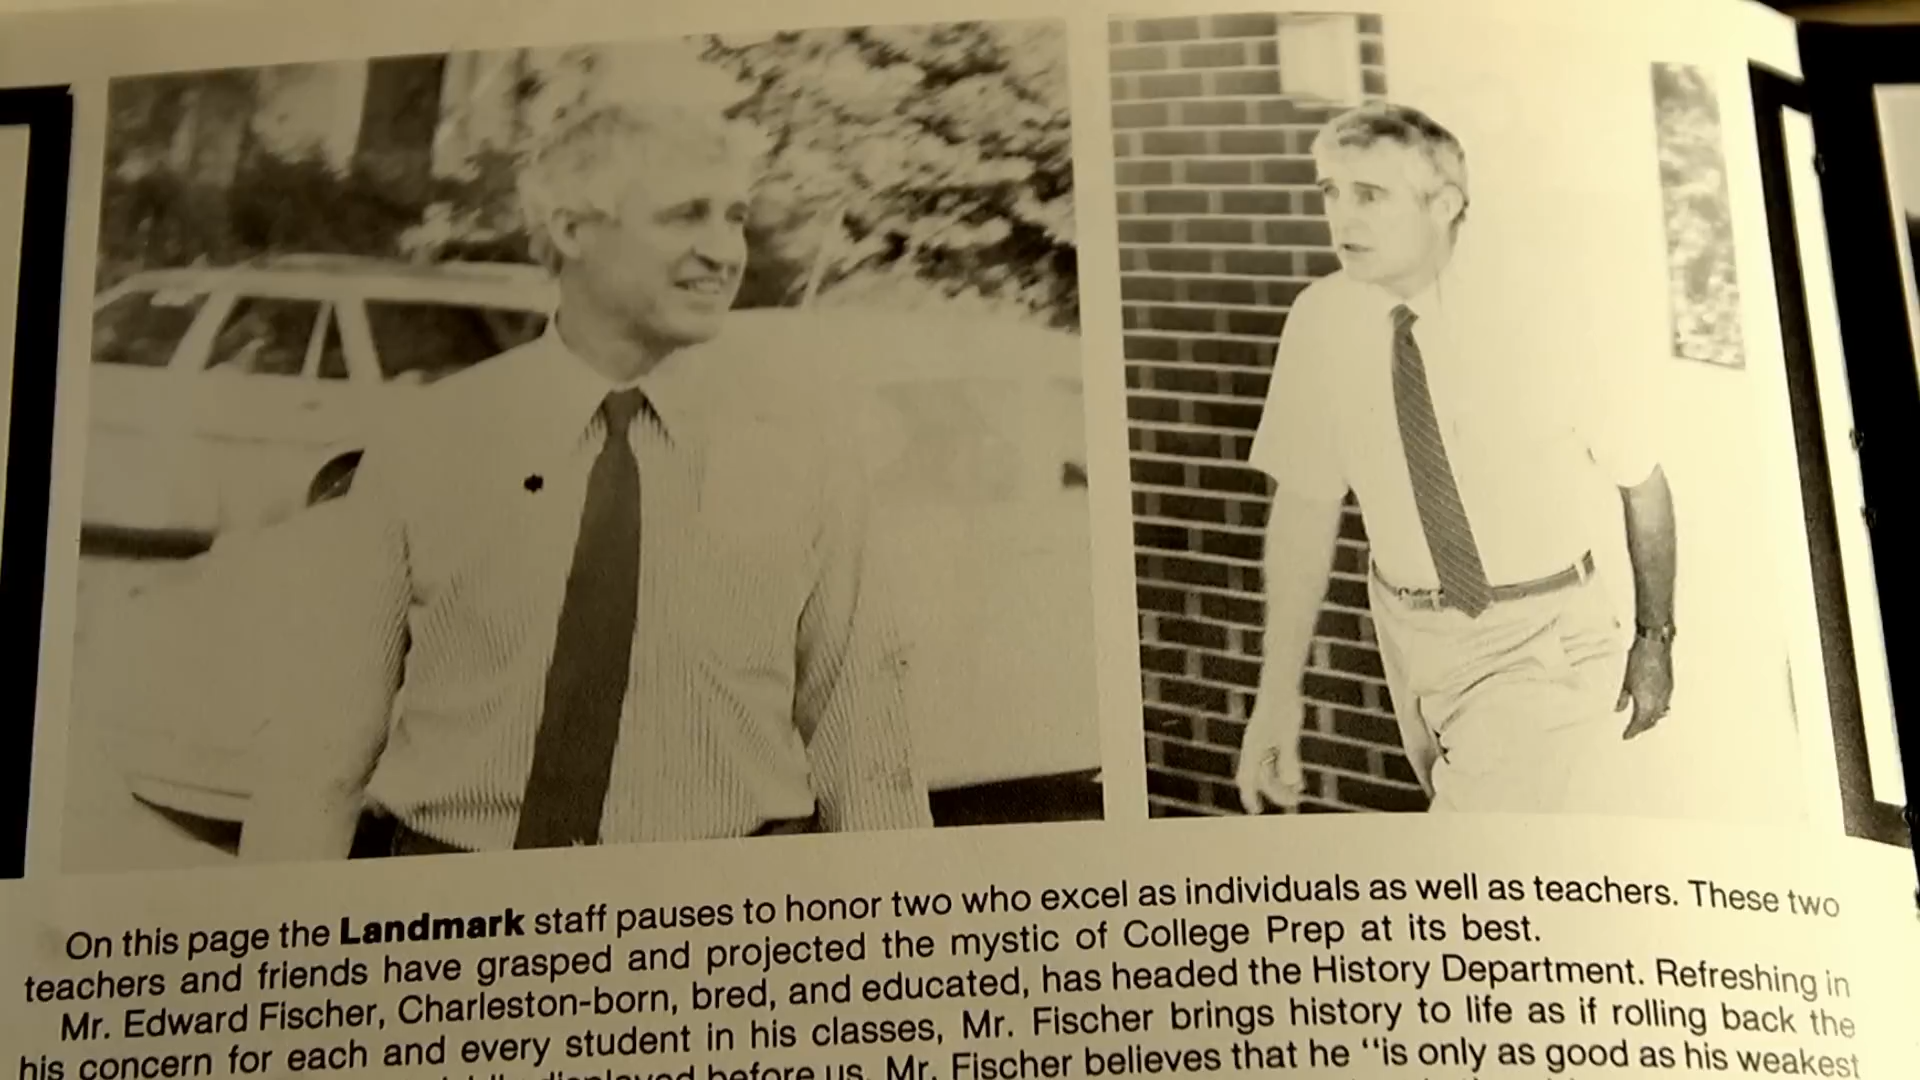 On this page the Landmark staff pauses to honor two who excel as individuals as well as teachers. These two
teachers and friends have grasped and projected the mystic of College Prep at its best.
Mr. Edward Fischer, Charleston-born, bred, and educated, has headed the History Department. Refreshing in
his concern for each and every student in his classes, Mr. Fischer brings history to life as if rolling back the
displayed before us. Mr. Fischer believes that he "is only as good as his weakest